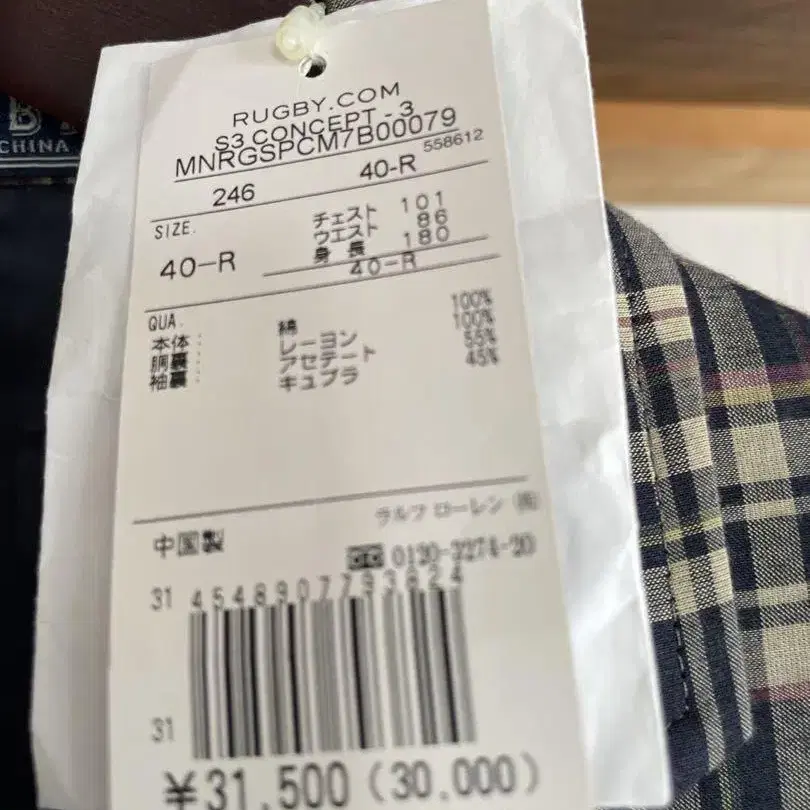 CHINA
RUGBY.COM
S3 CONCEPT - 3
MNRGSPCM7B00079
558612
246 40-R
SIZE.
40-R
チェスト 101
ウエスト 86
身長 180
40-R
QUA.
本体: 綿 100%
胴裏: レーヨン 100%
袖裏: アセテート 55%
キュプラ 45%
ラルフ ローレン(株)
中国製
0120-3274-20
31 4548907793824
31
¥31,500 (30,000)